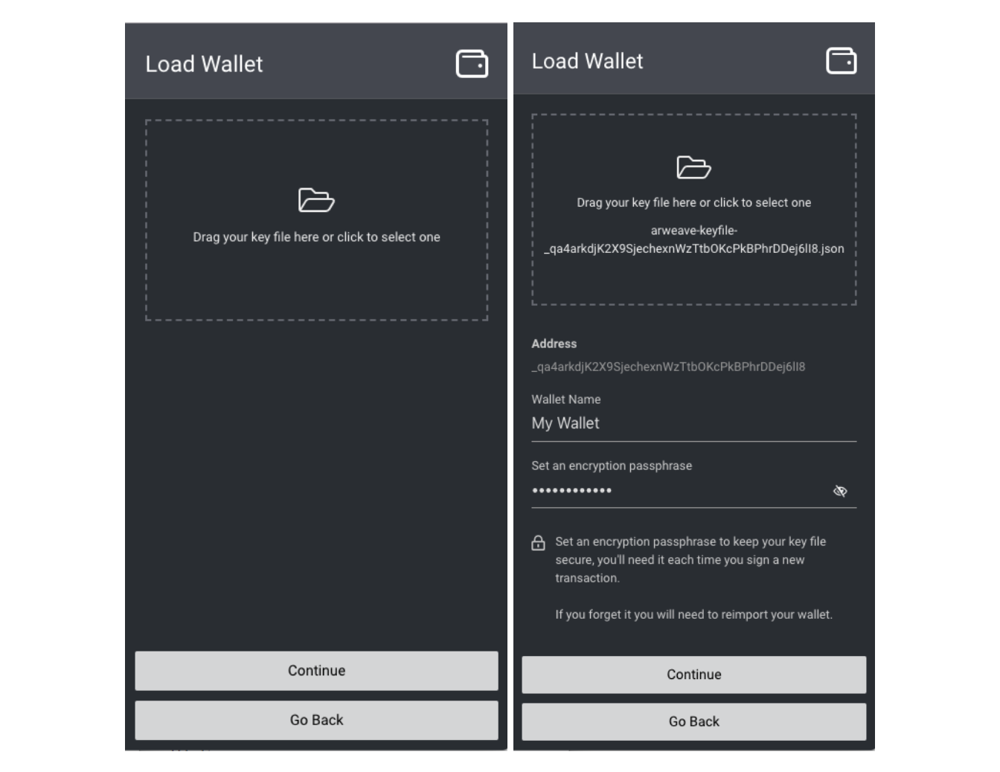 Load Wallet
Drag your key file here or click to select one
Continue
Go Back
Load Wallet
Drag your key file here or click to select one
arweave-keyfile-
_qa4arkdjK2X9SjechexnWzTtbOKcPkBPhrDDej6lI8.json
Address
_qa4arkdjK2X9SjechexnWzTtbOKcPkBPhrDDej6lI8
Wallet Name
My Wallet
Set an encryption passphrase
••••••••••••
Set an encryption passphrase to keep your key file
secure, you'll need it each time you sign a new
transaction.
If you forget it you will need to reimport your wallet.
Continue
Go Back